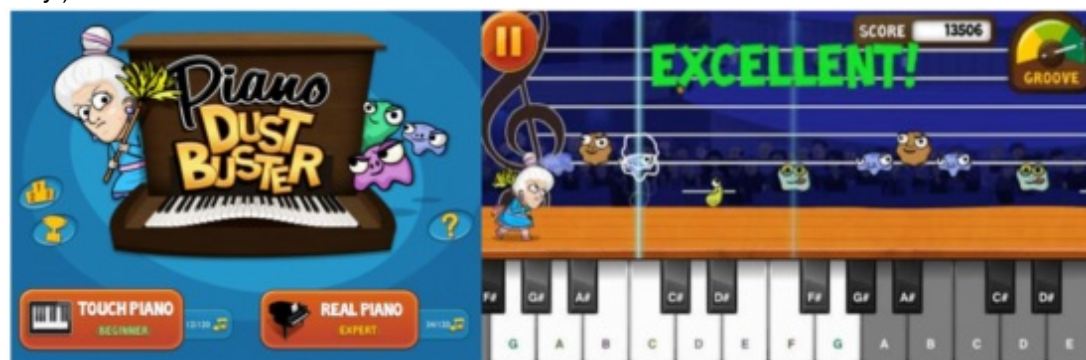 Piano
DUST
BUSTER
TOUCH PIANO
BEGINNER
REAL PIANO
EXPERT
SCORE 13506
EXCELLENT!
GROOVE
F# G# A# C# D# F# G# A# C# D#
G A B C D E F G A B C D E